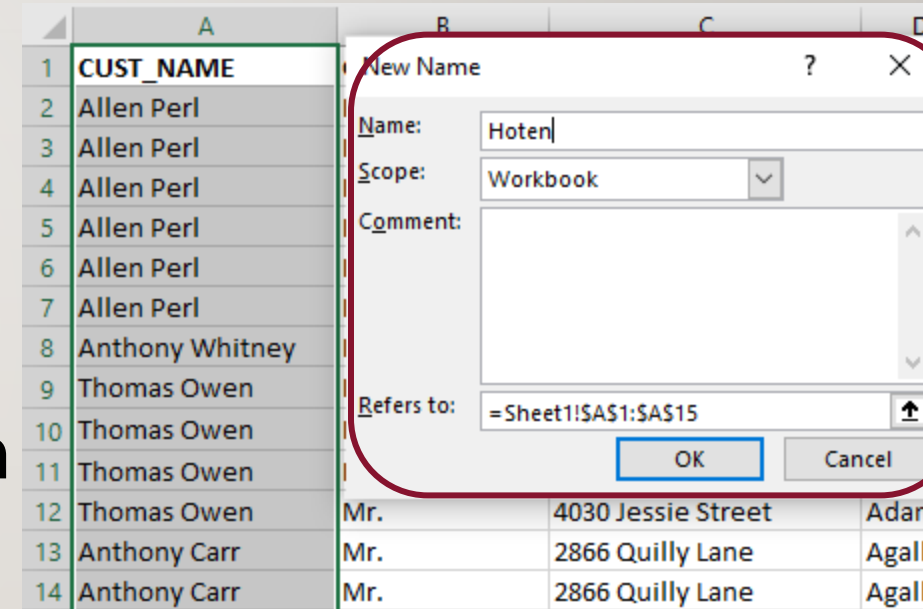 A B C
1 CUST_NAME
2 Allen Perl
3 Allen Perl
4 Allen Perl
5 Allen Perl
6 Allen Perl
7 Allen Perl
8 Anthony Whitney
9 Thomas Owen
10 Thomas Owen
11 Thomas Owen
12 Thomas Owen Mr. 4030 Jessie Street
13 Anthony Carr Mr. 2866 Quilly Lane
14 Anthony Carr Mr. 2866 Quilly Lane
New Name ?
Name: Hoten
Scope: Workbook
Comment:
Refers to: =Sheet1!$A$1:$A$15
OK Cancel